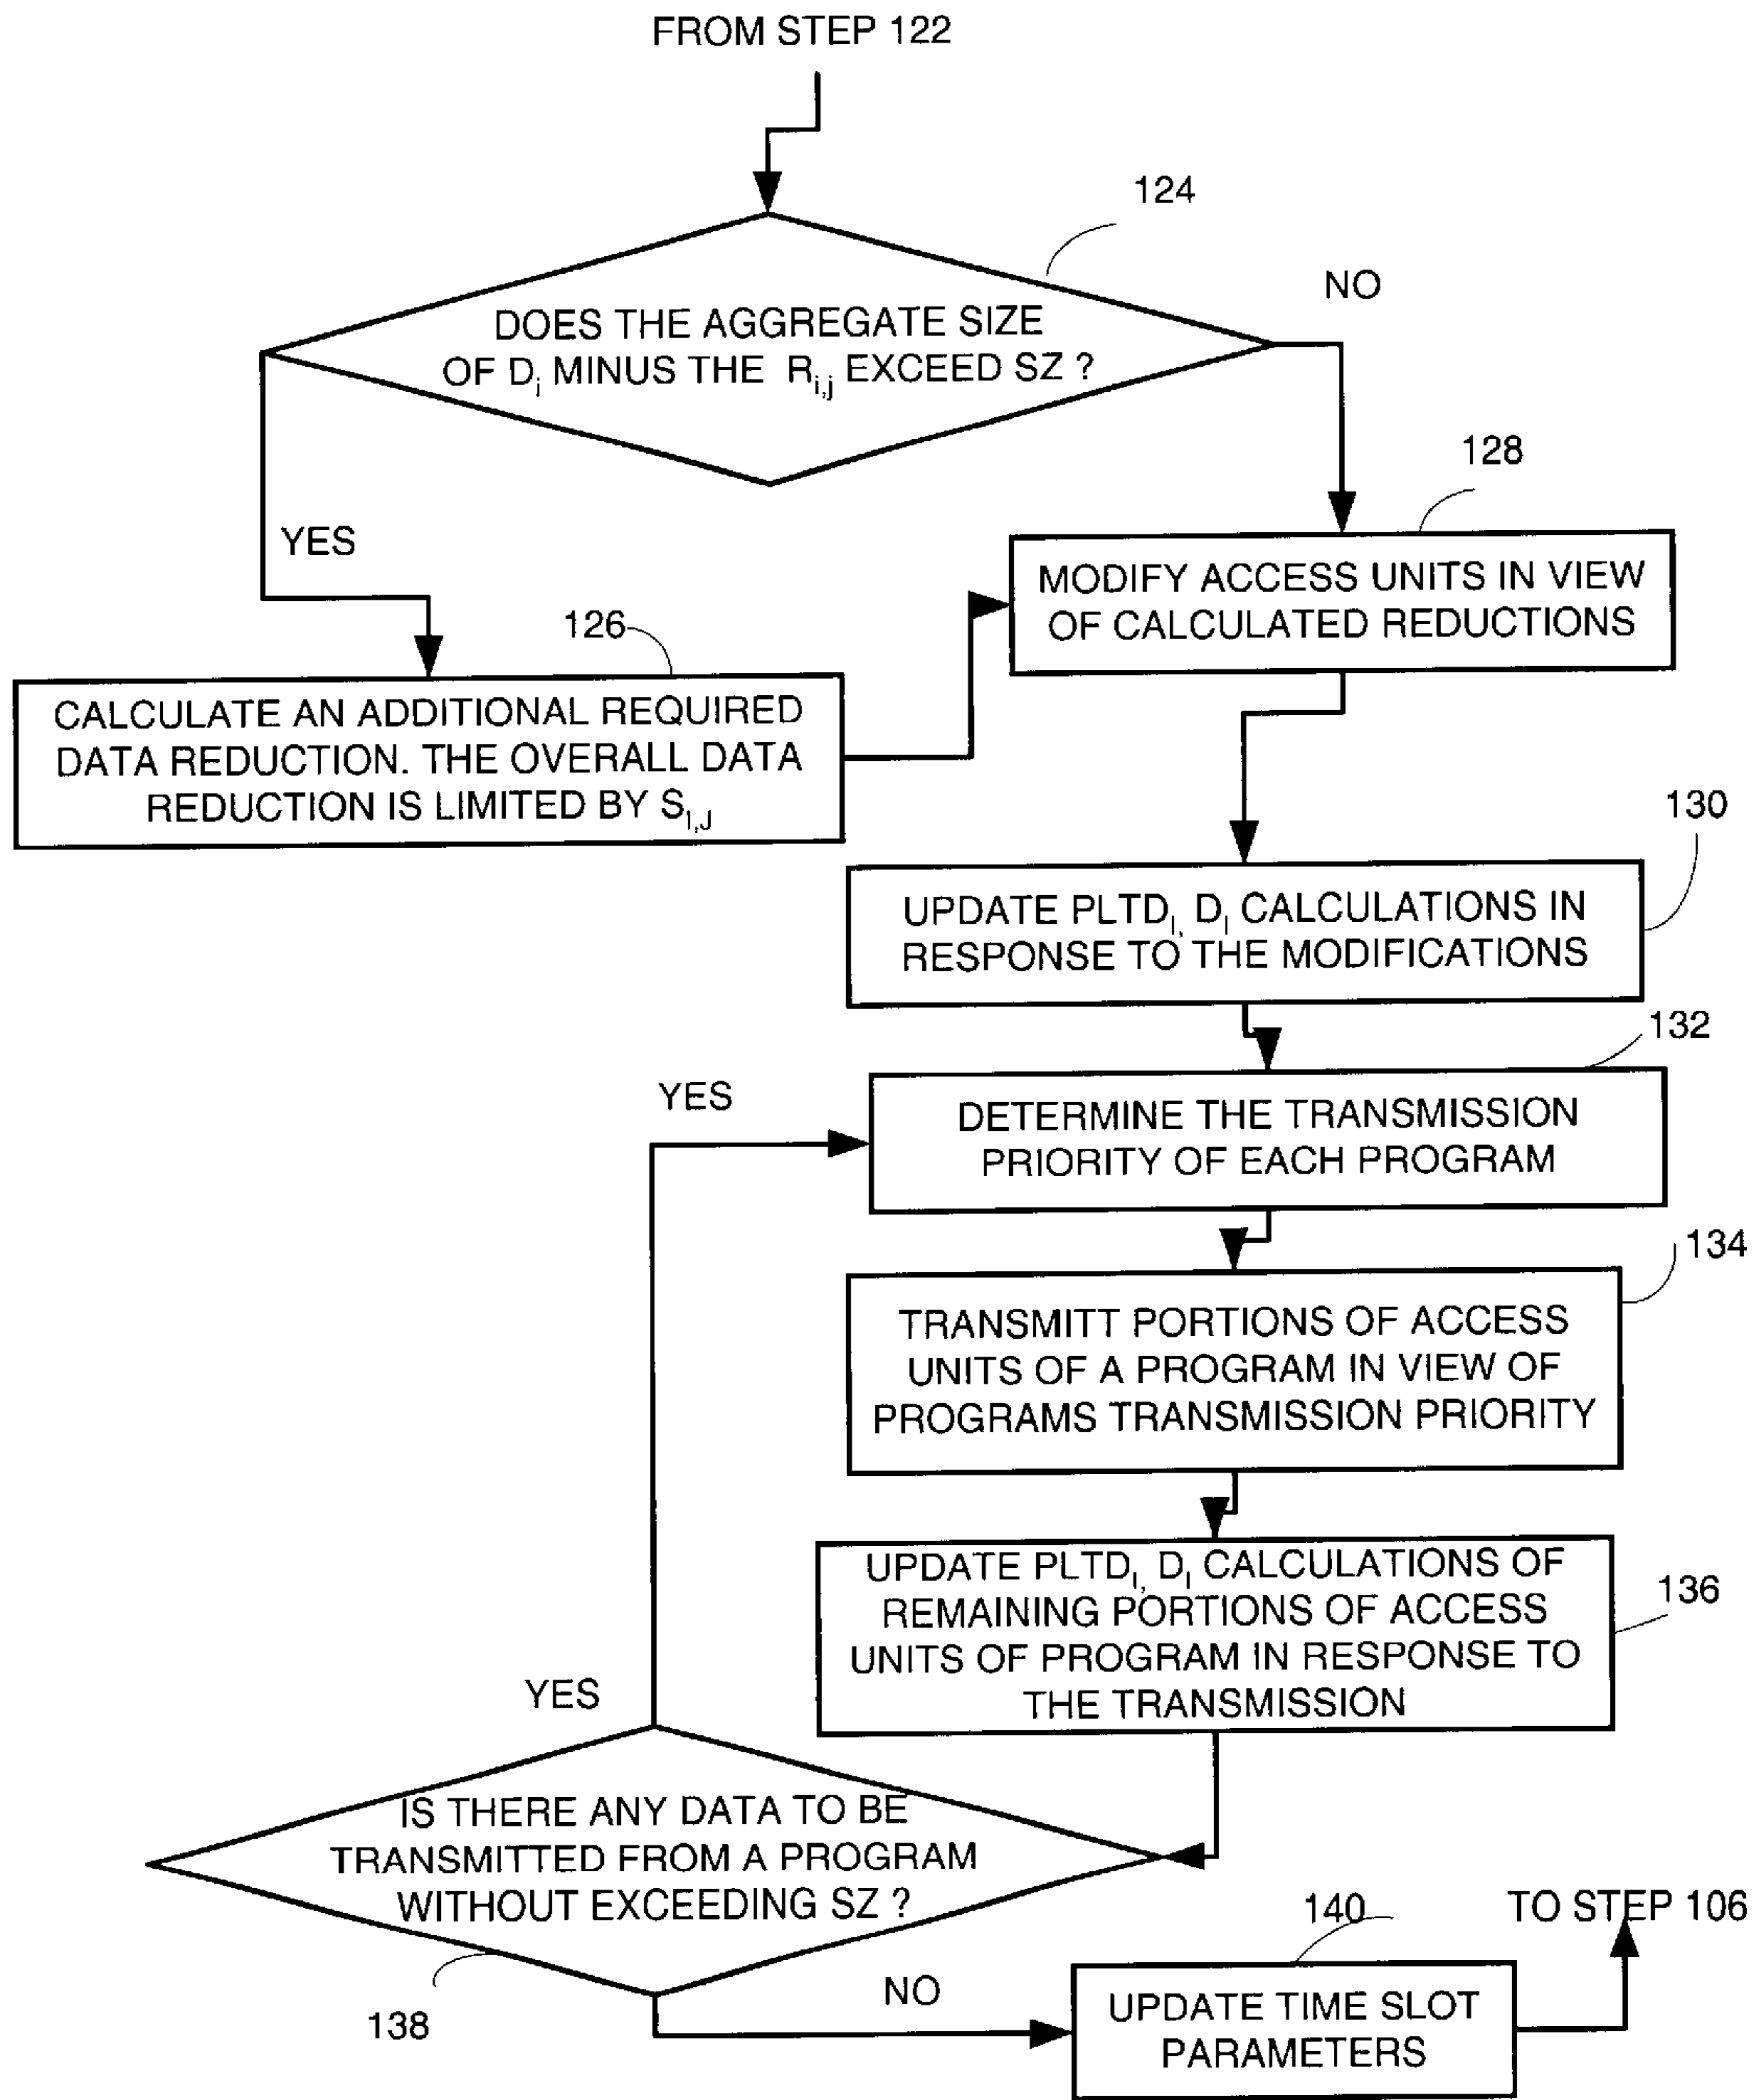 FROM STEP 122
124
DOES THE AGGREGATE SIZE
OF Dj MINUS THE Ri,j EXCEED SZ ?
NO
YES
128
MODIFY ACCESS UNITS IN VIEW
OF CALCULATED REDUCTIONS
126
CALCULATE AN ADDITIONAL REQUIRED
DATA REDUCTION. THE OVERALL DATA
REDUCTION IS LIMITED BY SI,J
130
UPDATE PLTDI, DI CALCULATIONS IN
RESPONSE TO THE MODIFICATIONS
132
YES
DETERMINE THE TRANSMISSION
PRIORITY OF EACH PROGRAM
134
TRANSMITT PORTIONS OF ACCESS
UNITS OF A PROGRAM IN VIEW OF
PROGRAMS TRANSMISSION PRIORITY
136
UPDATE PLTDI, DI CALCULATIONS OF
REMAINING PORTIONS OF ACCESS
UNITS OF PROGRAM IN RESPONSE TO
THE TRANSMISSION
YES
IS THERE ANY DATA TO BE
TRANSMITTED FROM A PROGRAM
WITHOUT EXCEEDING SZ ?
138
NO
140
TO STEP 106
UPDATE TIME SLOT
PARAMETERS